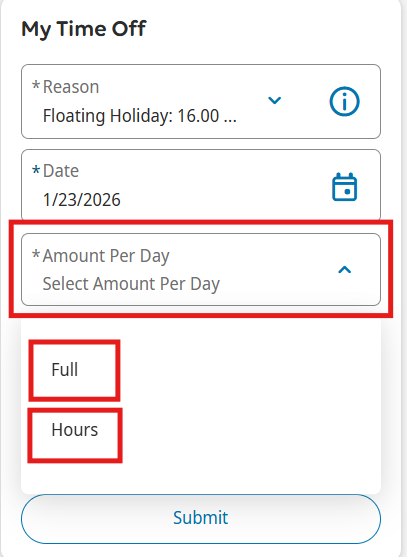 My Time Off
*Reason
Floating Holiday: 16.00 ...
*Date
1/23/2026
*Amount Per Day
Select Amount Per Day
Full
Hours
Submit